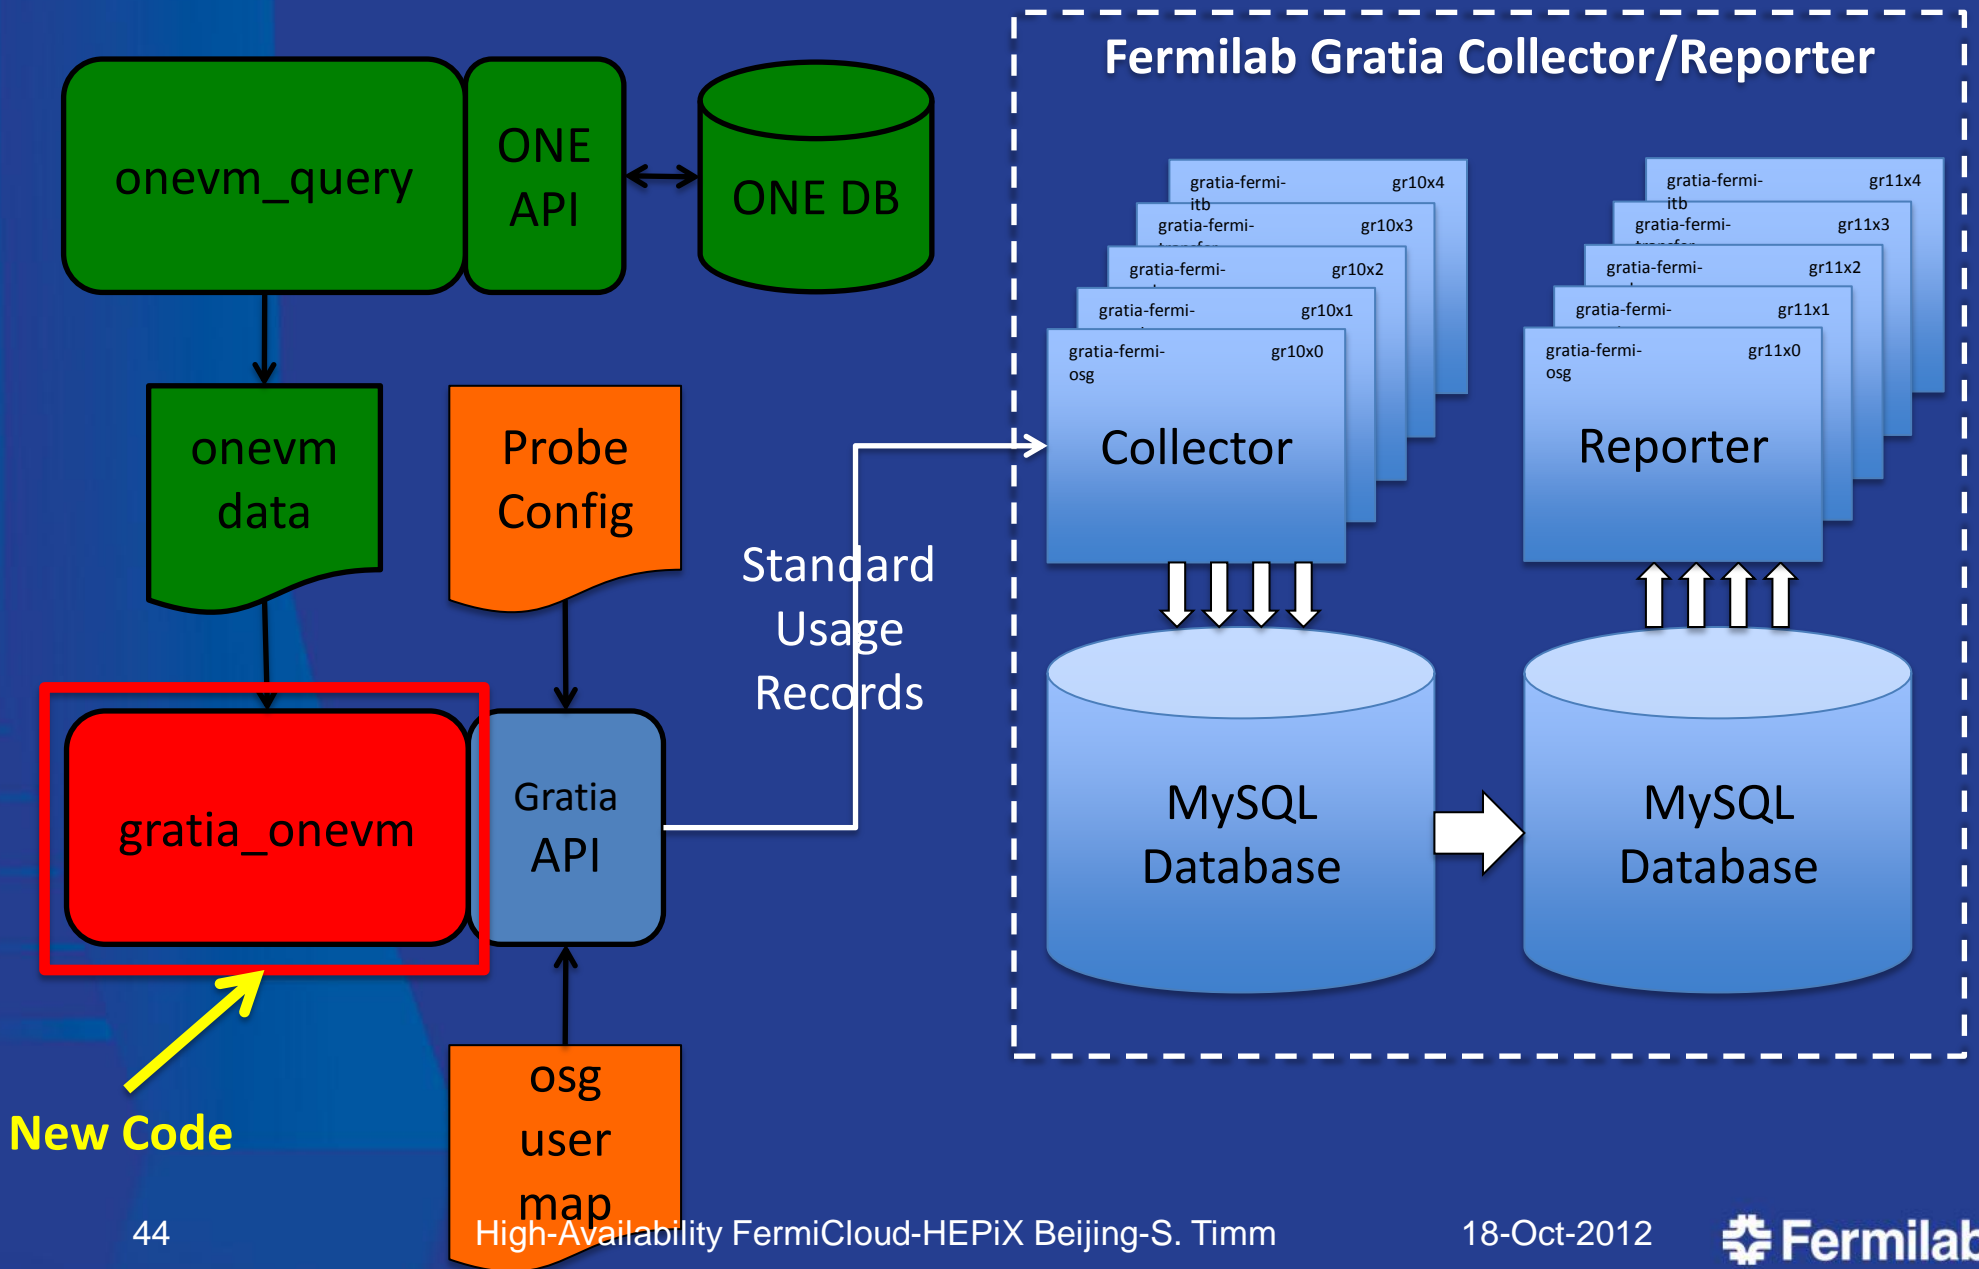 Fermilab Gratia Collector/Reporter
onevm_query
ONE
API
ONE DB
gratia-fermi-
itb
gr10x4
gratia-fermi-
gr10x3
gratia-fermi-
gr10x2
gratia-fermi-
gr10x1
gratia-fermi-
osg
gr10x0
Collector
gratia-fermi-
itb
gr11x4
gratia-fermi-
gr11x3
gratia-fermi-
gr11x2
gratia-fermi-
gr11x1
gratia-fermi-
osg
gr11x0
Reporter
onevm
data
Probe
Config
Standard
Usage
Records
gratia_onevm
Gratia
API
MySQL
Database
MySQL
Database
New Code
osg
user
map
44
High-Availability FermiCloud-HEPiX Beijing-S. Timm
18-Oct-2012
Fermilab